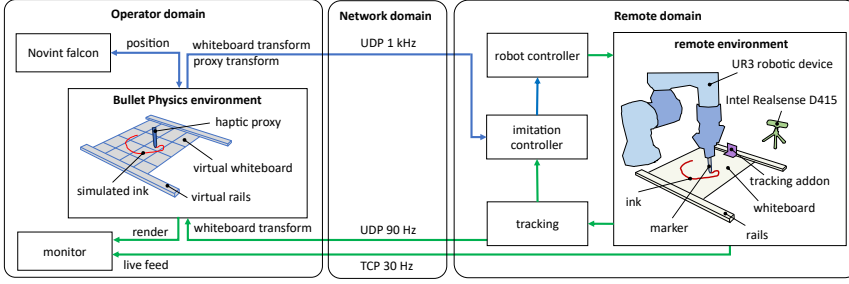 Operator domain
Network domain
Remote domain
Novint falcon
position
whiteboard transform
proxy transform
UDP 1 kHz
robot controller
remote environment
UR3 robotic device
Intel Realsense D415
Bullet Physics environment
haptic proxy
virtual whiteboard
simulated ink
virtual rails
imitation
controller
tracking addon
ink
whiteboard
marker
rails
render
whiteboard transform
UDP 90 Hz
tracking
monitor
live feed
TCP 30 Hz